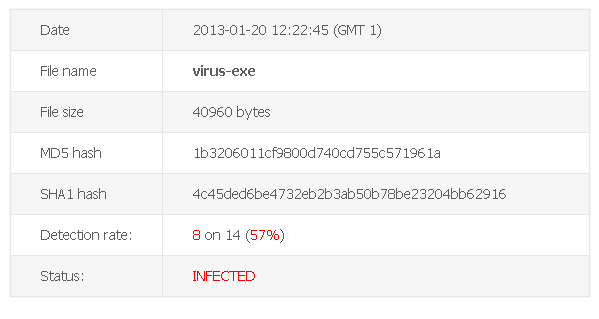 Date 2013-01-20 12:22:45 (GMT 1)
File name virus-exe
File size 40960 bytes
MD5 hash 1b3206011cf9800d740cd755c571961a
SHA1 hash 4c45ded6be4732eb2b3ab50b78be23204bb62916
Detection rate: 8 on 14 (57%)
Status: INFECTED